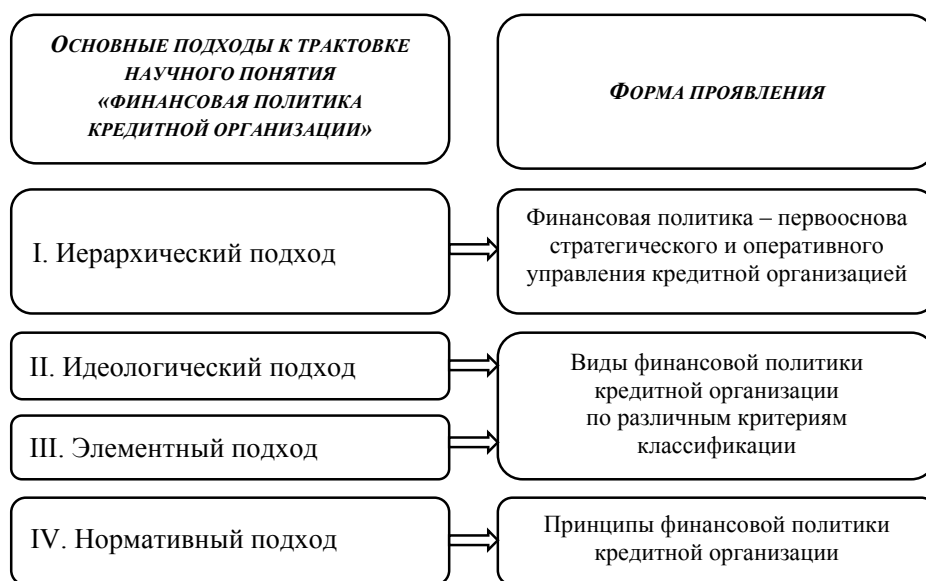 ОСНОВНЫЕ ПОДХОДЫ К ТРАКТОВКЕ
НАУЧНОГО ПОНЯТИЯ
«ФИНАНСОВАЯ ПОЛИТИКА
КРЕДИТНОЙ ОРГАНИЗАЦИИ»
ФОРМА ПРОЯВЛЕНИЯ
I. Иерархический подход
Финансовая политика – первооснова
стратегического и оперативного
управления кредитной организацией
II. Идеологический подход
III. Элементный подход
Виды финансовой политики
кредитной организации
по различным критериям
классификации
IV. Нормативный подход
Принципы финансовой политики
кредитной организации